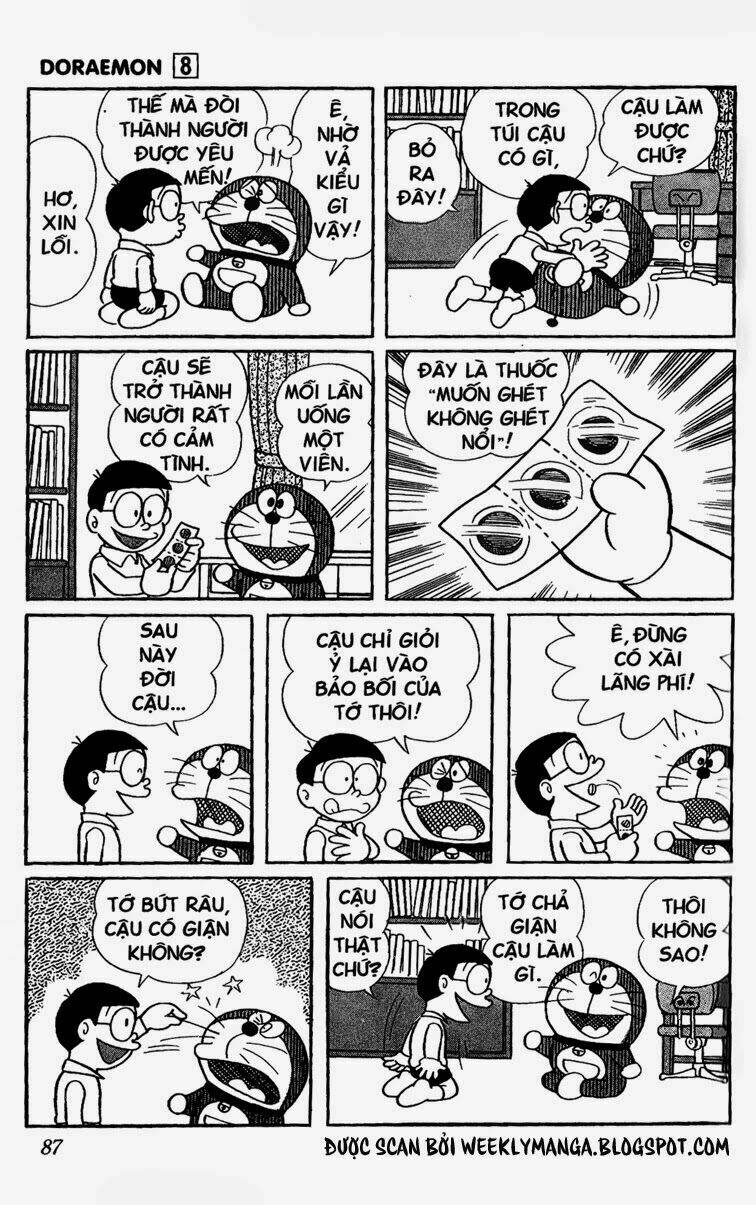 DORAEMON 8
CẬU LÀM
ĐƯỢC
CHỨ?
TRONG
TÚI CẬU
CÓ GÌ,
BỎ
RA
ĐÂY!
Ê,
NHỜ
VẢ
KIỂU
GÌ
VẬY!
THẾ MÀ ĐÒI
THÀNH NGƯỜI
ĐƯỢC YÊU
MẾN!
HƠ,
XIN
LỖI.
ĐÂY LÀ THUỐC
“MUỐN GHÉT
KHÔNG GHÉT
NỔI”!
MỖI LẦN
UỐNG
MỘT
VIÊN.
CẬU SẼ
TRỞ THÀNH
NGƯỜI RẤT
CÓ CẢM
TÌNH.
Ê, ĐỪNG
CÓ XÀI
LÃNG PHÍ!
CẬU CHỈ GIỎI
Ỷ LẠI VÀO
BẢO BỐI CỦA
TỚ THÔI!
SAU
NÀY
ĐỜI
CẬU...
THÔI
KHÔNG
SAO!
TỚ CHẢ
GIẬN
CẬU LÀM
GÌ.
CẬU
NÓI
THẬT
CHỨ?
TỚ BỨT RÂU,
CẬU CÓ GIẬN
KHÔNG?
87
ĐƯỢC SCAN BỞI WEEKLYMANGA.BLOGSPOT.COM